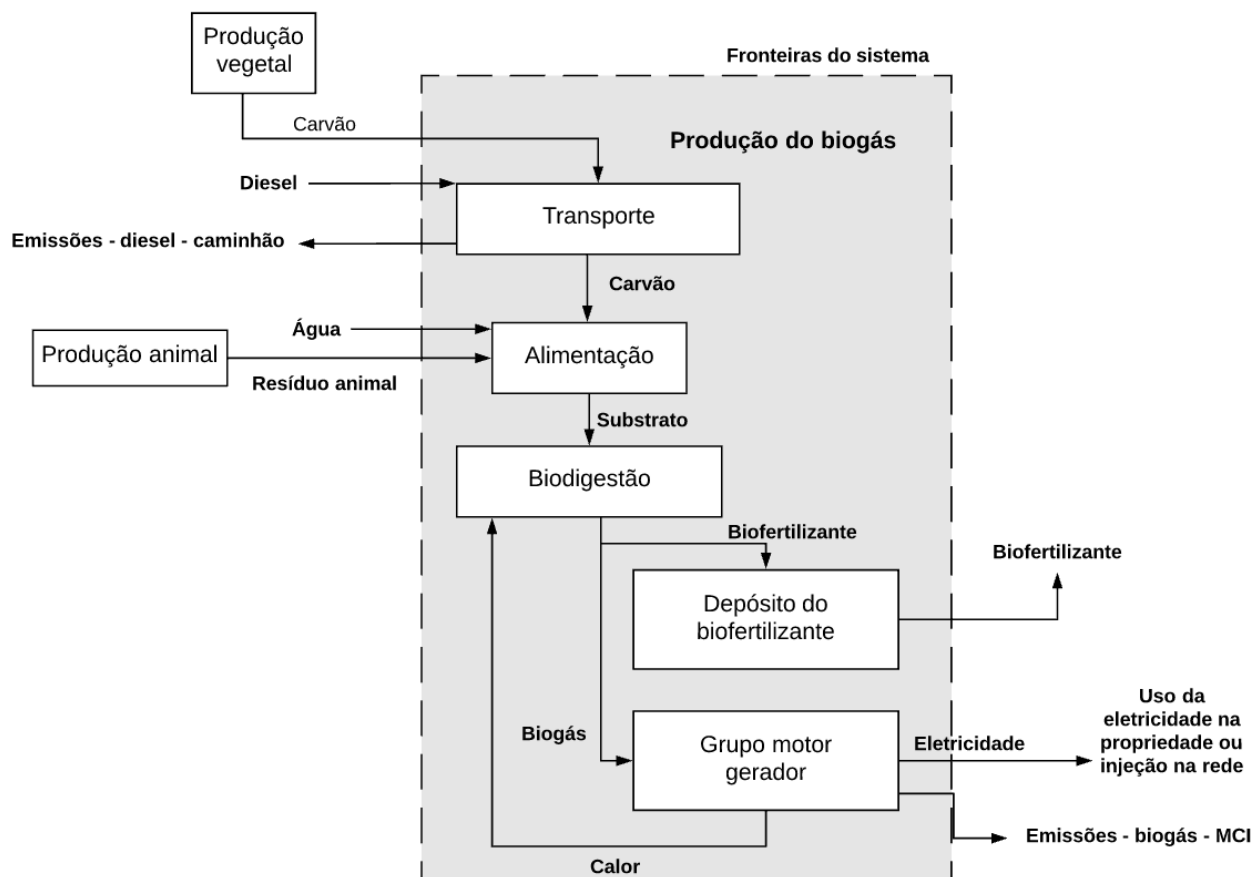 Produção
vegetal
Fronteiras do sistema
Carvão
Produção do biogás
Diesel
Transporte
Emissões - diesel - caminhão
Carvão
Água
Produção animal
Alimentação
Resíduo animal
Substrato
Biodigestão
Biofertilizante
Biofertilizante
Depósito do
biofertilizante
Uso da
eletricidade na
propriedade ou
injeção na rede
Biogás
Grupo motor
gerador
Eletricidade
Emissões - biogás - MCI
Calor